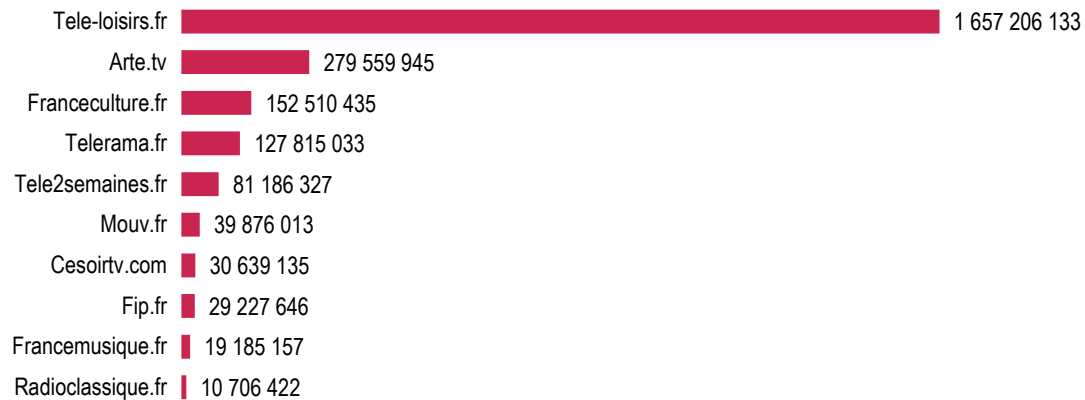 Tele-loisirs.fr 1 657 206 133
Arte.tv 279 559 945
Franceculture.fr 152 510 435
Telerama.fr 127 815 033
Tele2semaines.fr 81 186 327
Mouv.fr 39 876 013
Cesoirtv.com 30 639 135
Fip.fr 29 227 646
Francemusique.fr 19 185 157
Radioclassique.fr 10 706 422